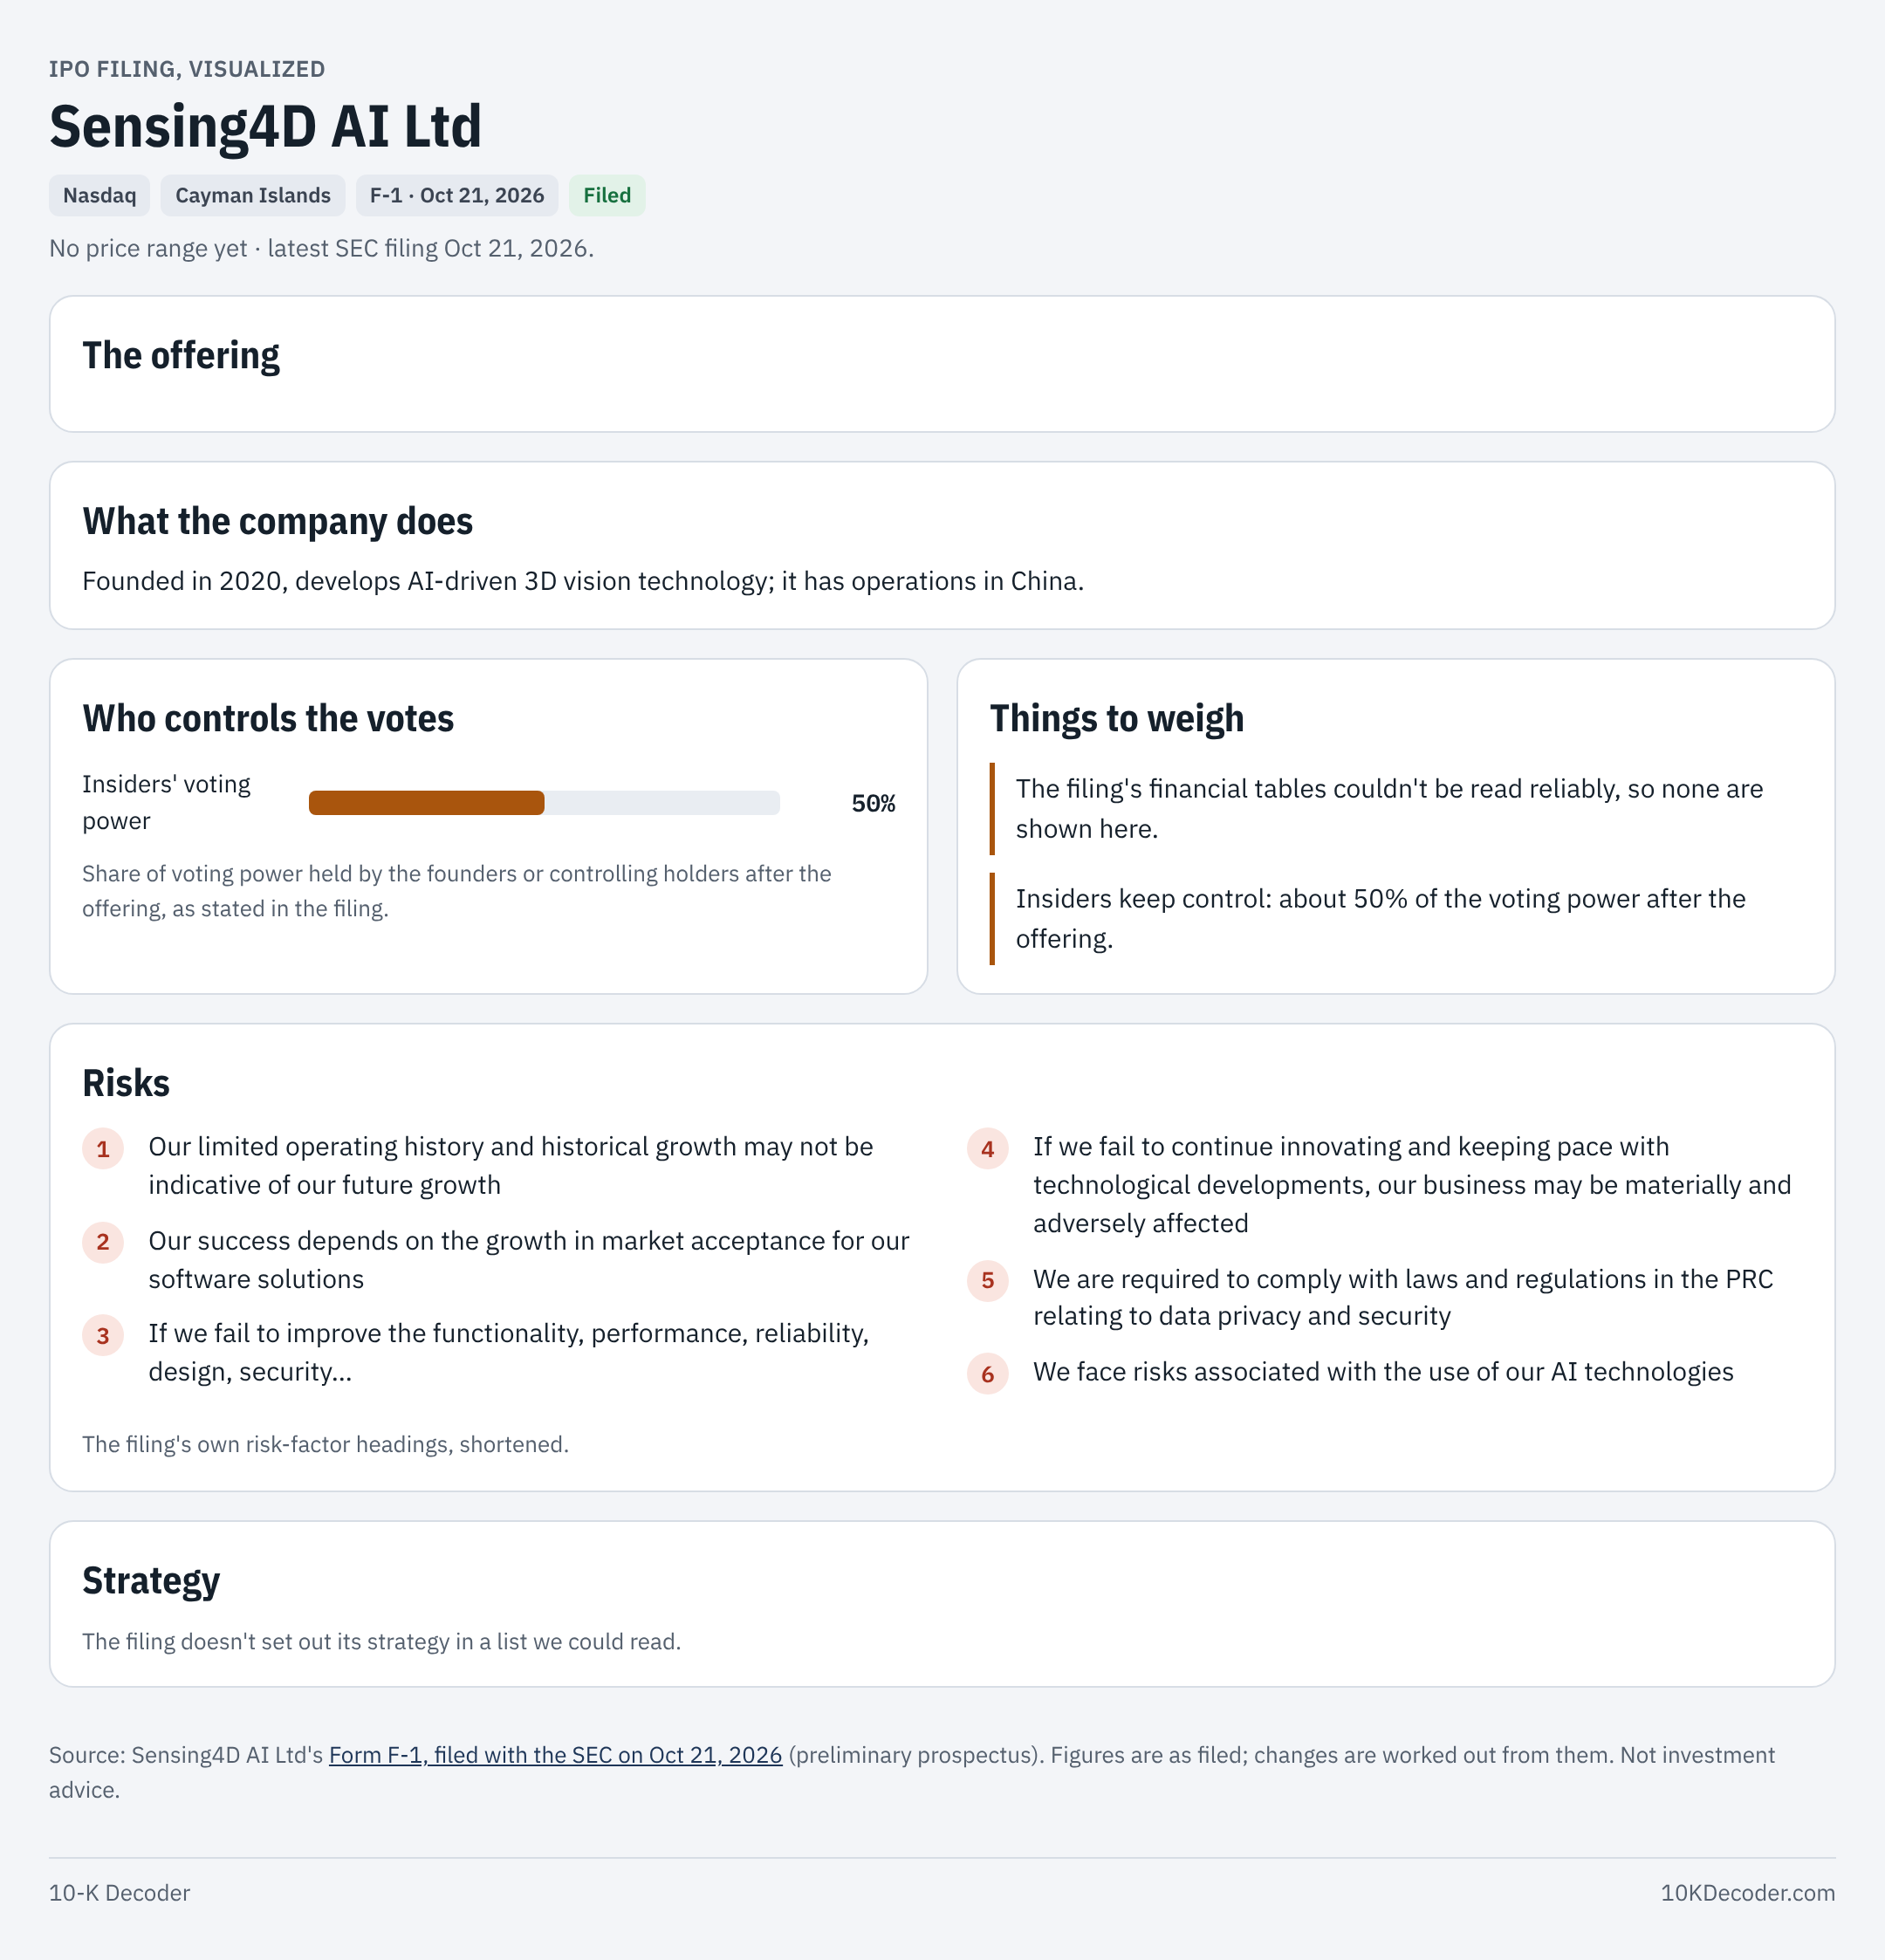 IPO FILING, VISUALIZED
Sensing4D AI Ltd
Nasdaq
Cayman Islands
F-1 · Oct 21, 2026
Filed
No price range yet · latest SEC filing Oct 21, 2026.
The offering
What the company does
Founded in 2020, develops AI-driven 3D vision technology; it has operations in China.
Who controls the votes
Insiders' voting
power
50%
Share of voting power held by the founders or controlling holders after the
offering, as stated in the filing.
Things to weigh
The filing's financial tables couldn't be read reliably, so none are
shown here.
Insiders keep control: about 50% of the voting power after the
offering.
Risks
1 Our limited operating history and historical growth may not be
indicative of our future growth
2 Our success depends on the growth in market acceptance for our
software solutions
3 If we fail to improve the functionality, performance, reliability,
design, security...
4 If we fail to continue innovating and keeping pace with
technological developments, our business may be materially and
adversely affected
5 We are required to comply with laws and regulations in the PRC
relating to data privacy and security
6 We face risks associated with the use of our AI technologies
The filing's own risk-factor headings, shortened.
Strategy
The filing doesn't set out its strategy in a list we could read.
Source: Sensing4D AI Ltd's Form F-1, filed with the SEC on Oct 21, 2026 (preliminary prospectus). Figures are as filed; changes are worked out from them. Not investment
advice.
10-K Decoder
10KDecoder.com